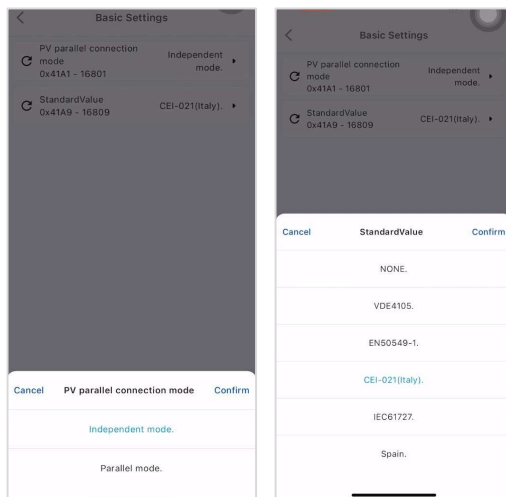 Basic Settings
PV parallel connection
mode
0x41A1 - 16801
Independent
mode.
StandardValue
0x41A9 - 16809
CEI-021(Italy).
Cancel PV parallel connection mode Confirm
Independent mode.
Parallel mode.
Basic Settings
PV parallel connection
mode
0x41A1 - 16801
Independent
mode.
StandardValue
0x41A9 - 16809
CEI-021(Italy).
Cancel StandardValue Confirm
NONE.
VDE4105.
EN50549-1.
CEI-021(Italy).
IEC61727.
Spain.